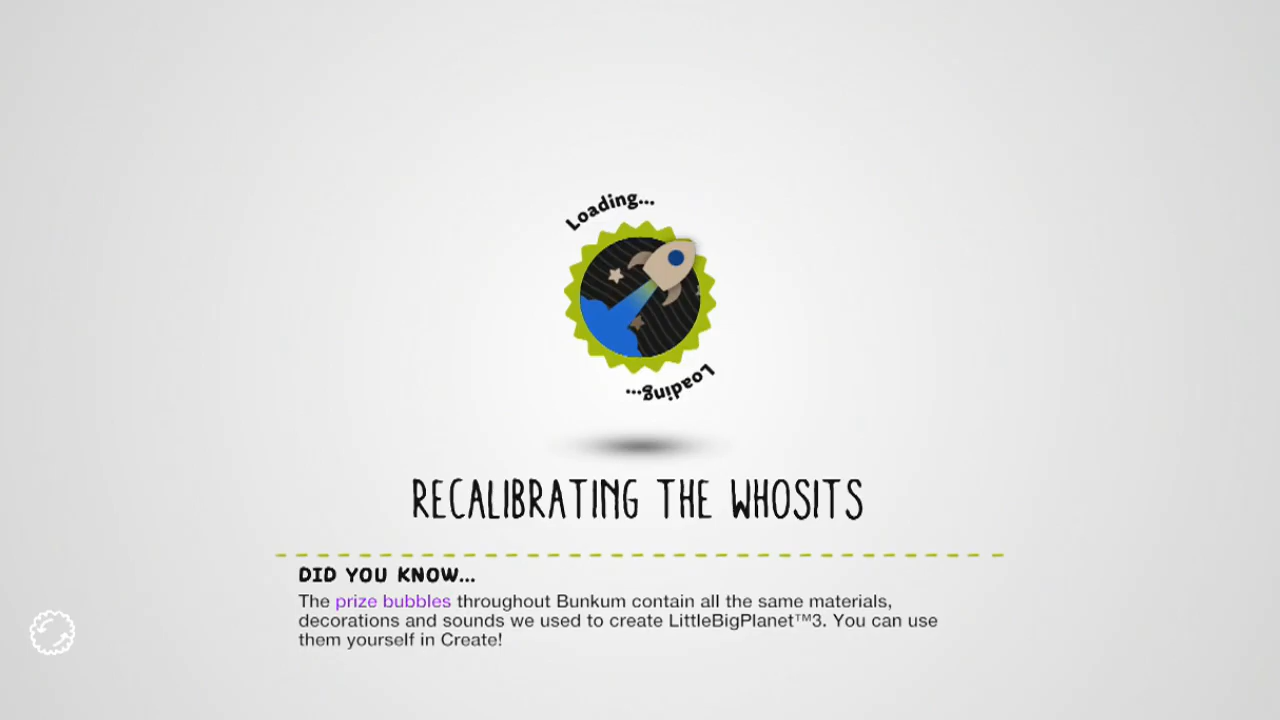 Loading...
Loading...
RECALIBRATING THE WHOSITS
DID YOU KNOW...
The prize bubbles throughout Bunkum contain all the same materials,
decorations and sounds we used to create LittleBigPlanet™3. You can use
them yourself in Create!